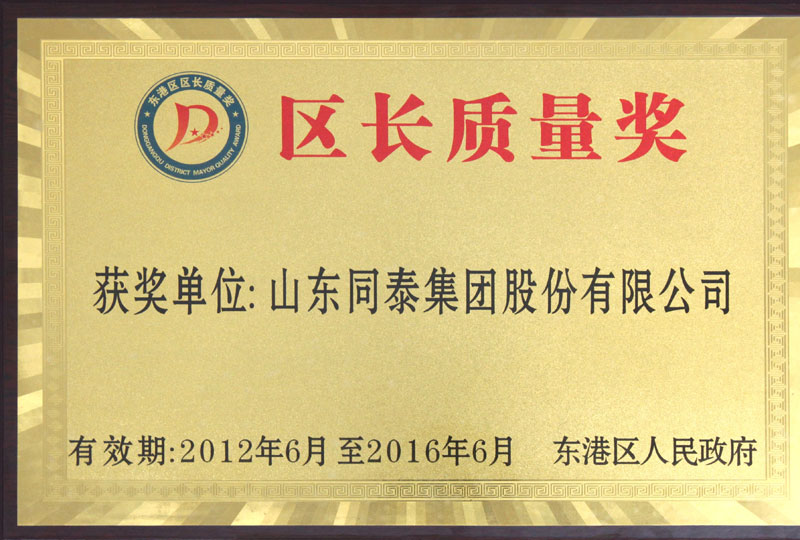 东港区区长质量奖
DONGGANGQU DISTRICT MAYOR QUALITY AWARD
区长质量奖
获奖单位: 山东同泰集团股份有限公司
有效期:2012年6月至2016年6月 东港区人民政府